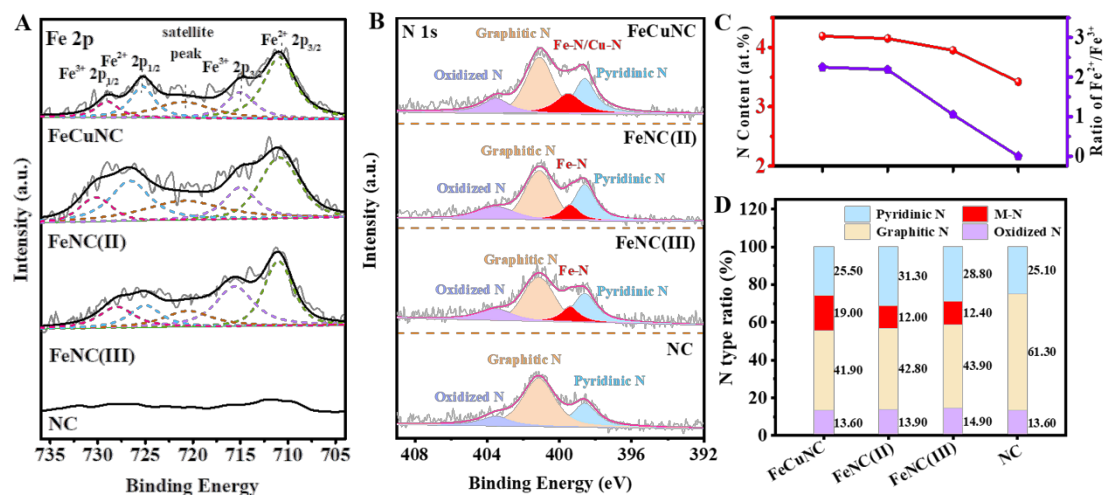 A
Fe 2p
Fe³⁺ 2p₁/₂
Fe²⁺ 2p₁/₂
satellite
peak
Fe³⁺ 2p₃/₂
Fe²⁺ 2p₃/₂
FeCuNC
FeNC(II)
FeNC(III)
NC
Intensity (a.u.)
735 730 725 720 715 710 705
Binding Energy
B
N 1s
FeCuNC
Graphitic N
Fe-N/Cu-N
Oxidized N
Pyridinic N
FeNC(II)
Graphitic N
Fe-N
Oxidized N
Pyridinic N
FeNC(III)
Graphitic N
Fe-N
Oxidized N
Pyridinic N
NC
Graphitic N
Oxidized N
Pyridinic N
Intensity (a.u.)
408 404 400 396 392
Binding Energy (eV)
C
N Content (at.%)
4
3
2
3
2
1
0
Ratio of Fe²⁺/Fe³⁺
D
Pyridinic N
M-N
Graphitic N
Oxidized N
N type ratio (%)
120
100
80
60
40
20
0
25.50
19.00
41.90
13.60
31.30
12.00
42.80
13.90
28.80
12.40
43.90
14.90
25.10
61.30
13.60
FeCuNC
FeNC(II)
FeNC(III)
NC